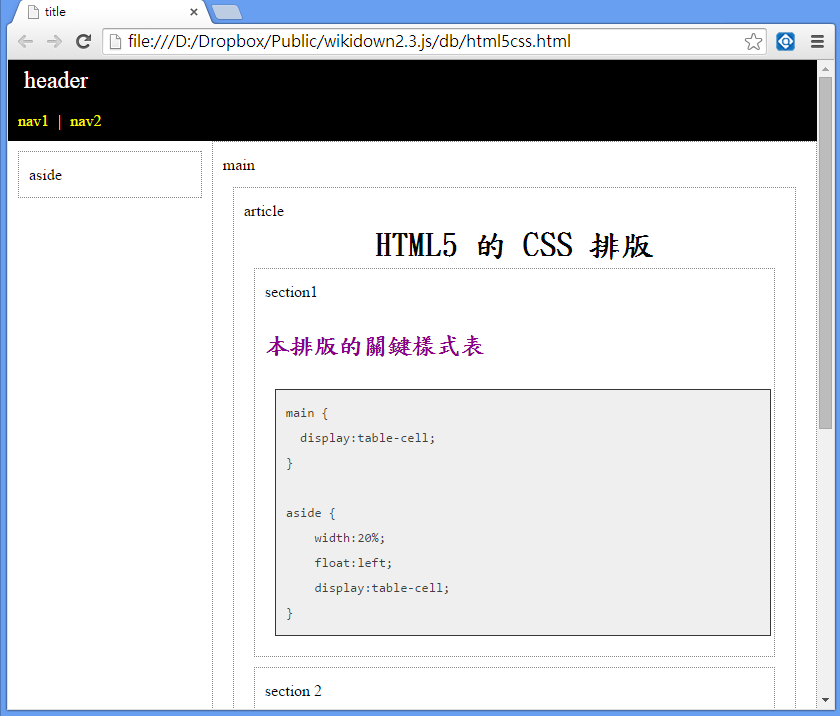 title
file:///D:/Dropbox/Public/wikidown2.3.js/db/html5css.html
header
nav1 | nav2
aside
main
article
HTML5 的 CSS 排版
section1
本排版的關鍵樣式表
main {
  display:table-cell;
}
aside {
    width:20%;
    float:left;
    display:table-cell;
}
section 2